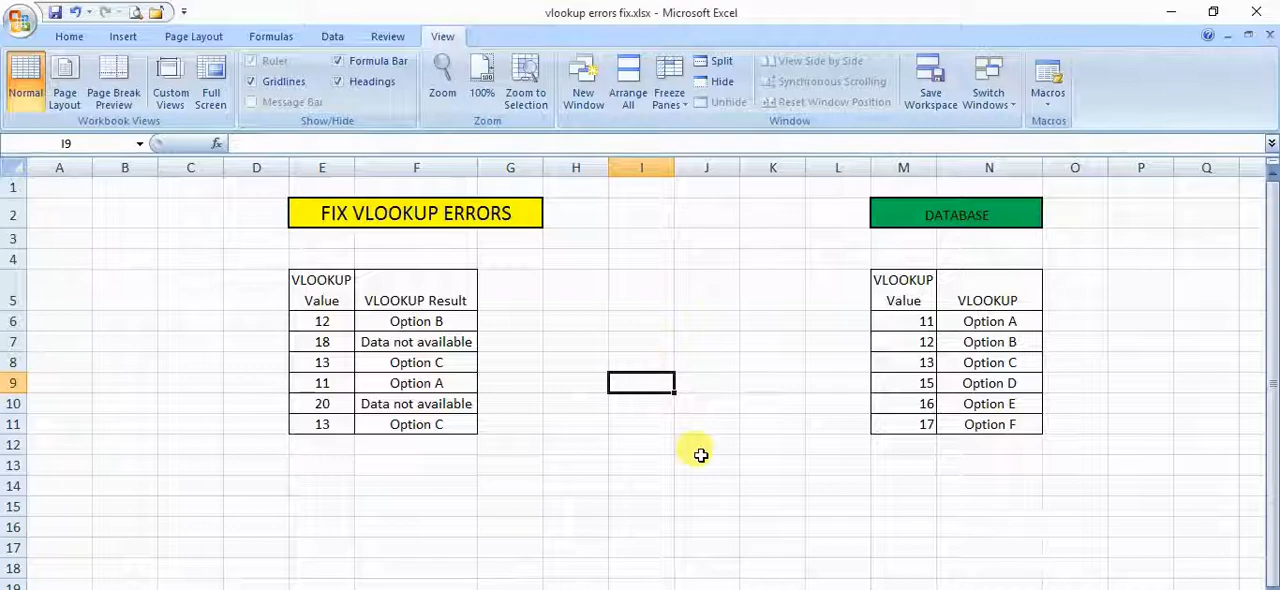 vlookup errors fix.xlsx - Microsoft Excel
Home Insert Page Layout Formulas Data Review View
Normal Page Layout Page Break Preview Custom Views Full Screen
Workbook Views
Ruler Formula Bar
Gridlines Headings
Message Bar
Show/Hide
Zoom 100% Zoom to Selection
Zoom
New Window Arrange All Freeze Panes
Split
Hide
Unhide
View Side by Side
Synchronous Scrolling
Reset Window Position
Window
Save Workspace Switch Windows
Macros
Macros
I9 fx
A B C D E F G H I J K L M N O P Q
1
2 FIX VLOOKUP ERRORS DATABASE
3
4
VLOOKUP VLOOKUP
5 Value VLOOKUP Result Value VLOOKUP
6 12 Option B 11 Option A
7 18 Data not available 12 Option B
8 13 Option C 13 Option C
9 11 Option A 15 Option D
10 20 Data not available 16 Option E
11 13 Option C 17 Option F
12
13
14
15
16
17
18
19